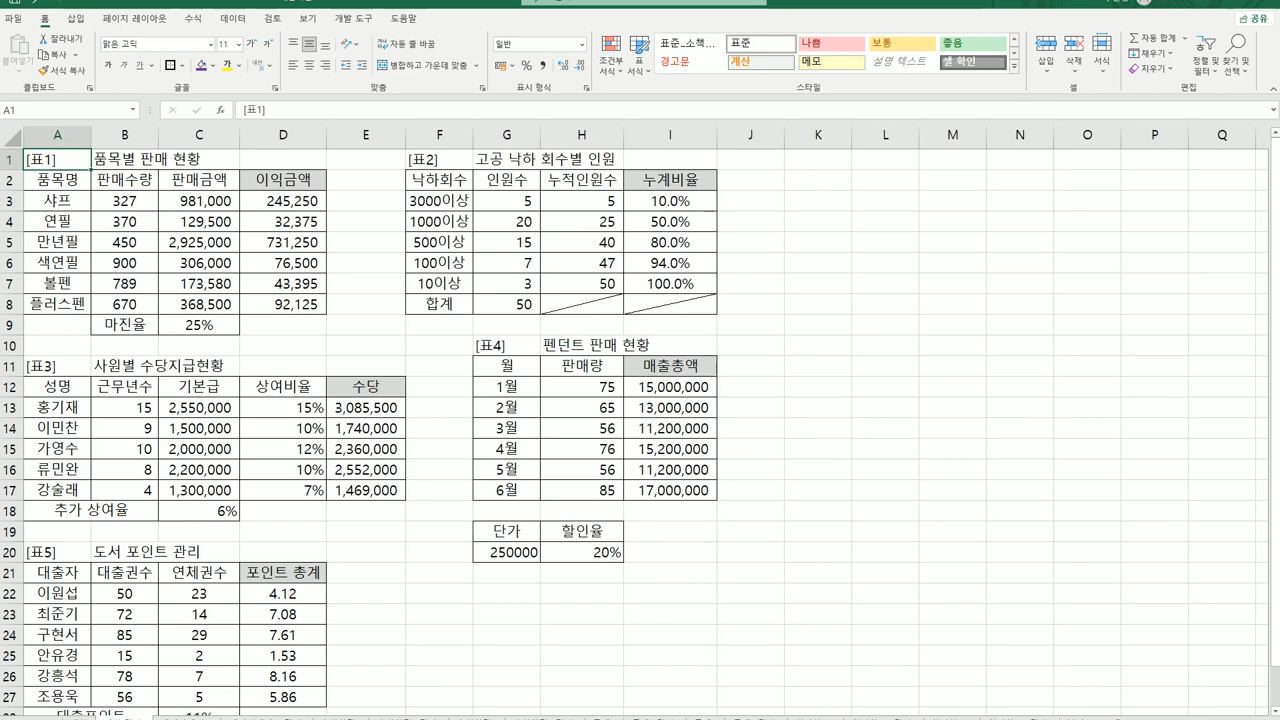 파일 홈 삽입 페이지 레이아웃 수식 데이터 검토 보기 개발 도구 도움말 공유
잘라내기
복사
서식 복사
붙여넣기
클립보드
맑은 고딕 11
가 가 가
글꼴
자동 줄 바꿈
병합하고 가운데 맞춤
맞춤
일반
표시 형식
조건부 서식
표 서식
표준_소책... 표준 나쁨 보통 좋음
경고문 계산 메모 설명 텍스트 셀 확인
스타일
삽입 삭제 서식
셀
자동 합계
채우기
지우기
정렬 및 필터
찾기 및 선택
편집
A1 fx [표1]
A B C D E F G H I J K L M N O P Q
1 [표1] 품목별 판매 현황 [표2] 고공 낙하 회수별 인원
2 품목명 판매수량 판매금액 이익금액 낙하회수 인원수 누적인원수 누계비율
3 샤프 327 981,000 245,250 3000이상 5 5 10.0%
4 연필 370 129,500 32,375 1000이상 20 25 50.0%
5 만년필 450 2,925,000 731,250 500이상 15 40 80.0%
6 색연필 900 306,000 76,500 100이상 7 47 94.0%
7 볼펜 789 173,580 43,395 10이상 3 50 100.0%
8 플러스펜 670 368,500 92,125 합계 50
9 마진율 25%
10 [표4] 펜던트 판매 현황
11 [표3] 사원별 수당지급현황 월 판매량 매출총액
12 성명 근무년수 기본급 상여비율 수당 1월 75 15,000,000
13 홍기재 15 2,550,000 15% 3,085,500 2월 65 13,000,000
14 이민찬 9 1,500,000 10% 1,740,000 3월 56 11,200,000
15 가영수 10 2,000,000 12% 2,360,000 4월 76 15,200,000
16 류민완 8 2,200,000 10% 2,552,000 5월 56 11,200,000
17 강술래 4 1,300,000 7% 1,469,000 6월 85 17,000,000
18 추가 상여율 6%
19 단가 할인율
20 [표5] 도서 포인트 관리 250000 20%
21 대출자 대출권수 연체권수 포인트 총계
22 이원섭 50 23 4.12
23 최준기 72 14 7.08
24 구현서 85 29 7.61
25 안유경 15 2 1.53
26 강흥석 78 7 8.16
27 조용욱 56 5 5.86